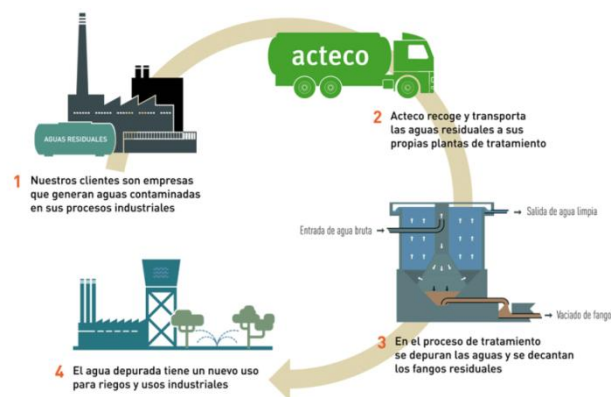 acteco
AGUAS RESIDUALES
1 Nuestros clientes son empresas
que generan aguas contaminadas
en sus procesos industriales
2 Acteco recoge y transporta
las aguas residuales a sus
propias plantas de tratamiento
Entrada de agua bruta
Salida de agua limpia
Vaciado de fango
3 En el proceso de tratamiento
se depuran las aguas y se decantan
los fangos residuales
4 El agua depurada tiene un nuevo uso
para riegos y usos industriales